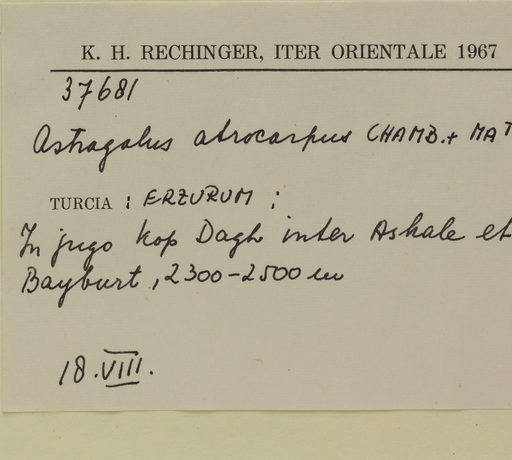 K. H. RECHINGER, ITER ORIENTALE 1967
37681
Astragalus atrocarpus CHAMB. + MAT
TURCIA : ERZURUM ;
In jugo Kop Dagh inter Askale et
Bayburt, 2300-2500 m
18.VIII.